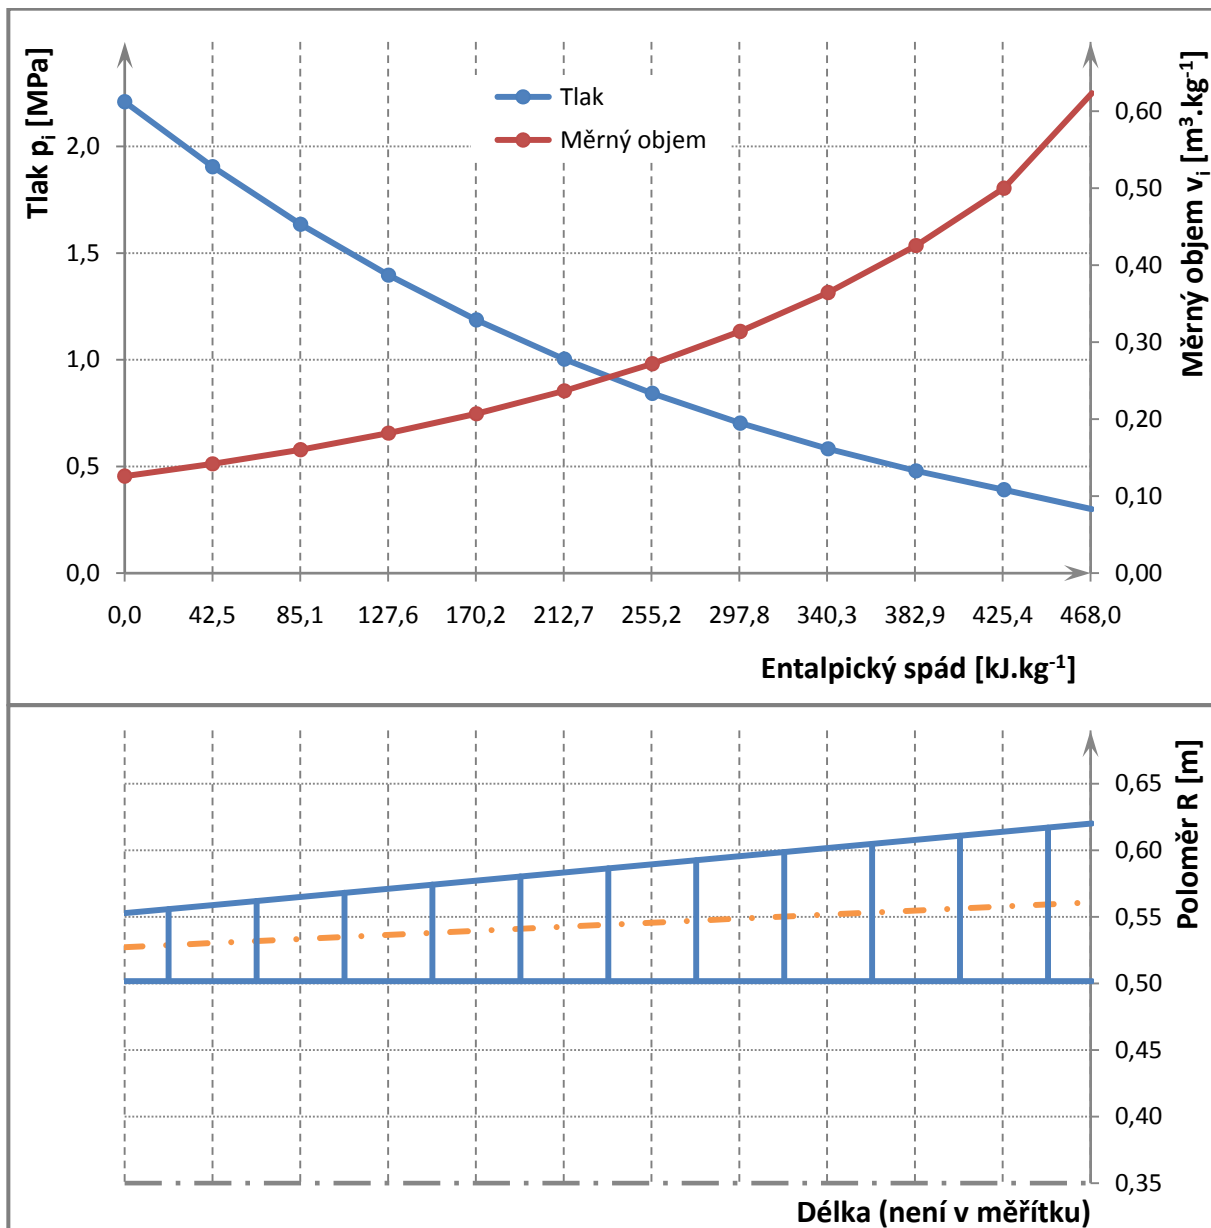 Tlak pᵢ [MPa]
2,0
1,5
1,0
0,5
0,0
Tlak
Měrný objem
Měrný objem vᵢ [m³.kg⁻¹]
0,60
0,50
0,40
0,30
0,20
0,10
0,00
0,0 42,5 85,1 127,6 170,2 212,7 255,2 297,8 340,3 382,9 425,4 468,0
Entalpický spád [kJ.kg⁻¹]
Poloměr R [m]
0,65
0,60
0,55
0,50
0,45
0,40
0,35
Délka (není v měřítku)